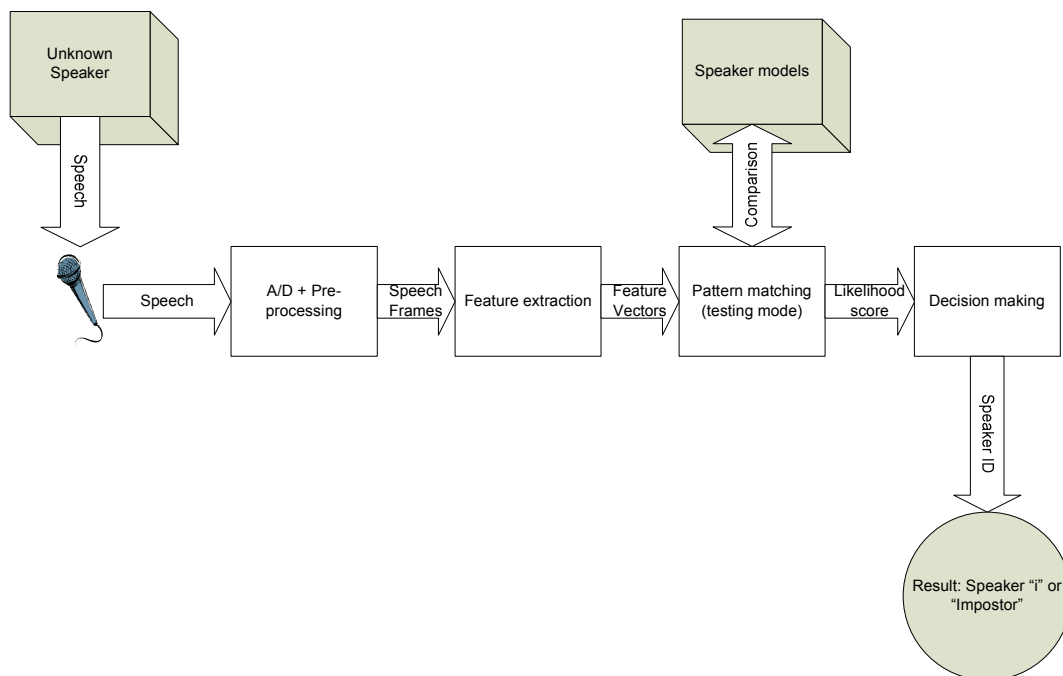 Unknown
Speaker
Speaker models
Speech
Comparison
Speech
A/D + Pre-
processing
Speech
Frames
Feature extraction
Feature
Vectors
Pattern matching
(testing mode)
Likelihood
score
Decision making
Speaker ID
Result: Speaker “i” or
“Impostor”